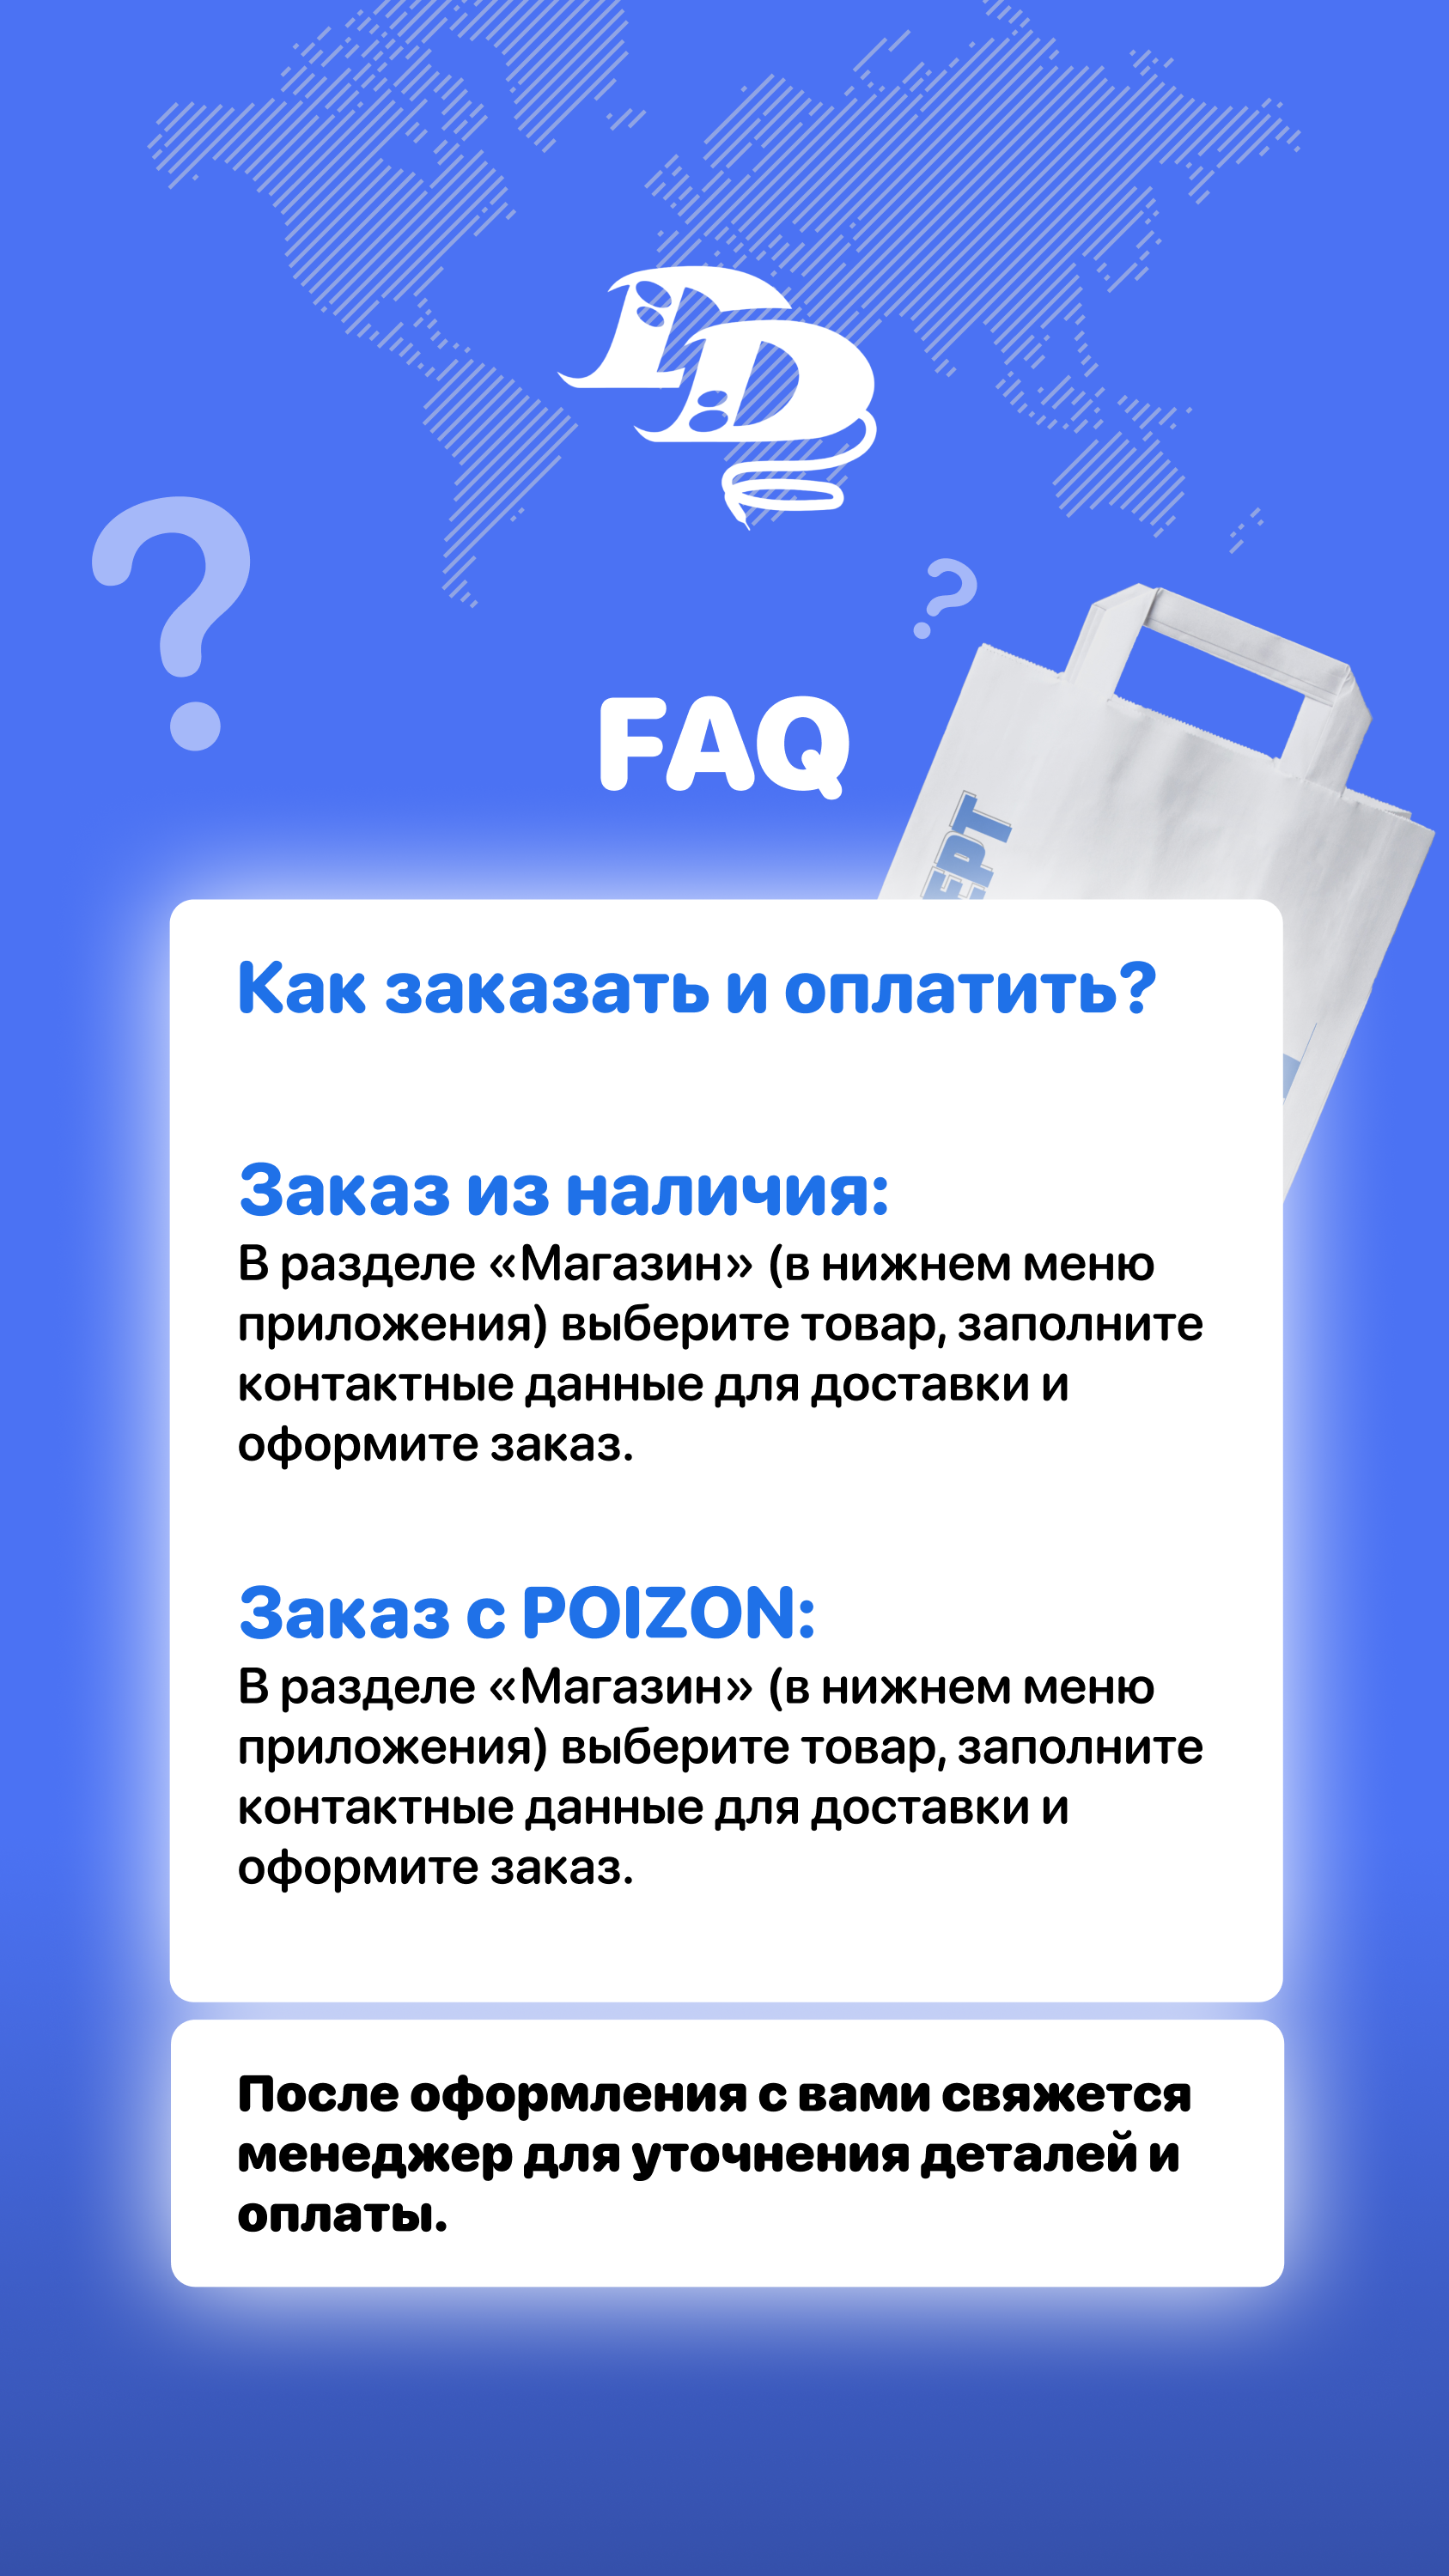 FAQ
ЕРТ
Как заказать и оплатить?
Заказ из наличия:
В разделе «Магазин» (в нижнем меню
приложения) выберите товар, заполните
контактные данные для доставки и
оформите заказ.
Заказ с POIZON:
В разделе «Магазин» (в нижнем меню
приложения) выберите товар, заполните
контактные данные для доставки и
оформите заказ.
После оформления с вами свяжется
менеджер для уточнения деталей и
оплаты.